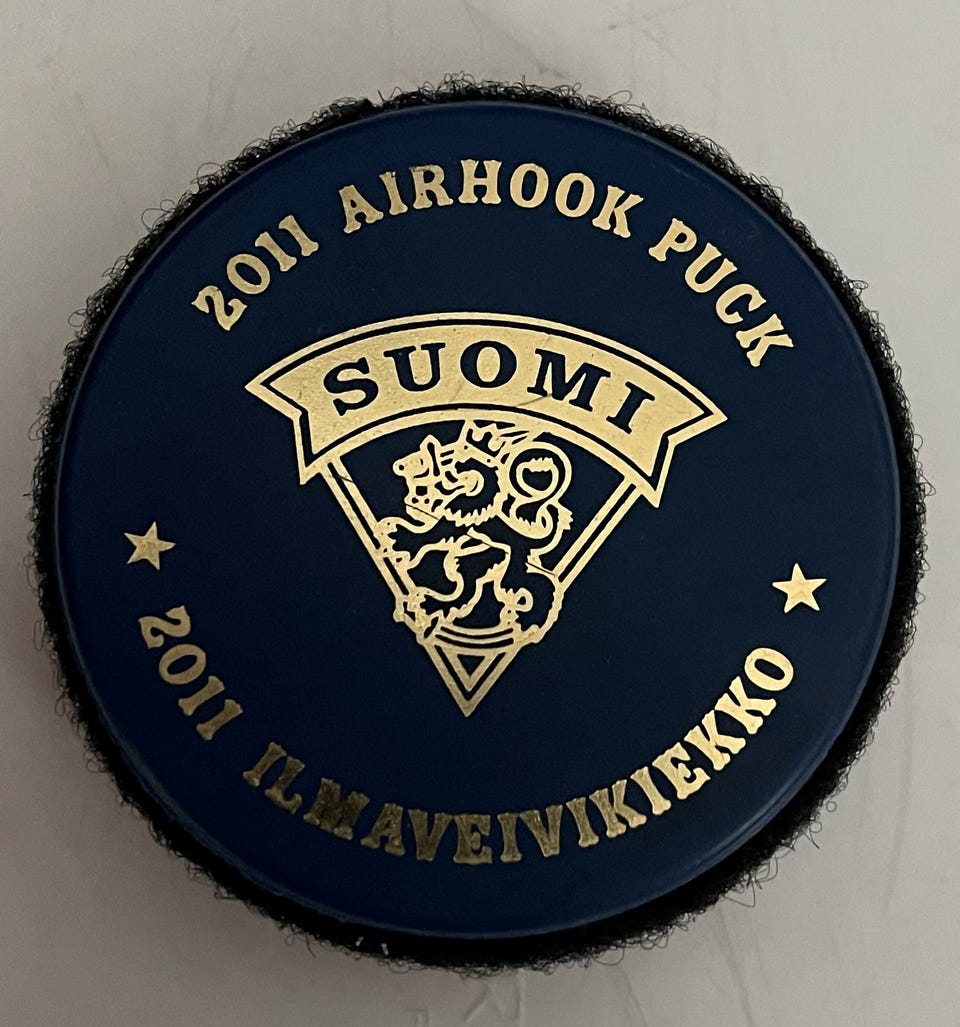 2011 AIRHOOK PUCK
SUOMI
2011 ILMAVEIVIKIEKKO